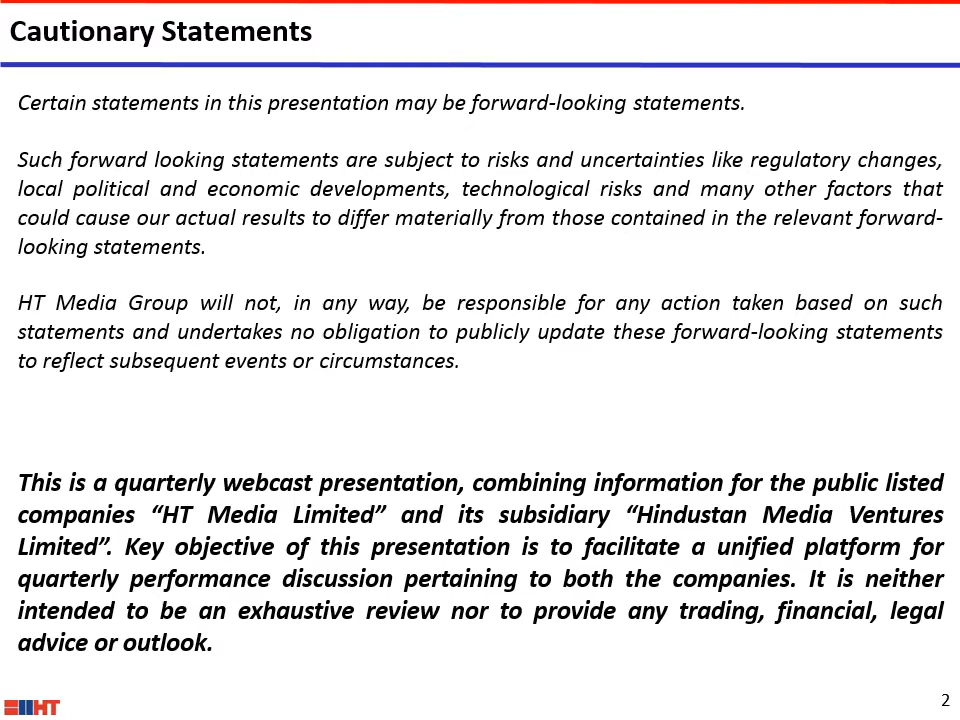 Cautionary Statements
Certain statements in this presentation may be forward-looking statements.
Such forward looking statements are subject to risks and uncertainties like regulatory changes,
local political and economic developments, technological risks and many other factors that
could cause our actual results to differ materially from those contained in the relevant forward-
looking statements.
HT Media Group will not, in any way, be responsible for any action taken based on such
statements and undertakes no obligation to publicly update these forward-looking statements
to reflect subsequent events or circumstances.
This is a quarterly webcast presentation, combining information for the public listed
companies “HT Media Limited” and its subsidiary “Hindustan Media Ventures
Limited”. Key objective of this presentation is to facilitate a unified platform for
quarterly performance discussion pertaining to both the companies. It is neither
intended to be an exhaustive review nor to provide any trading, financial, legal
advice or outlook.
HT
2